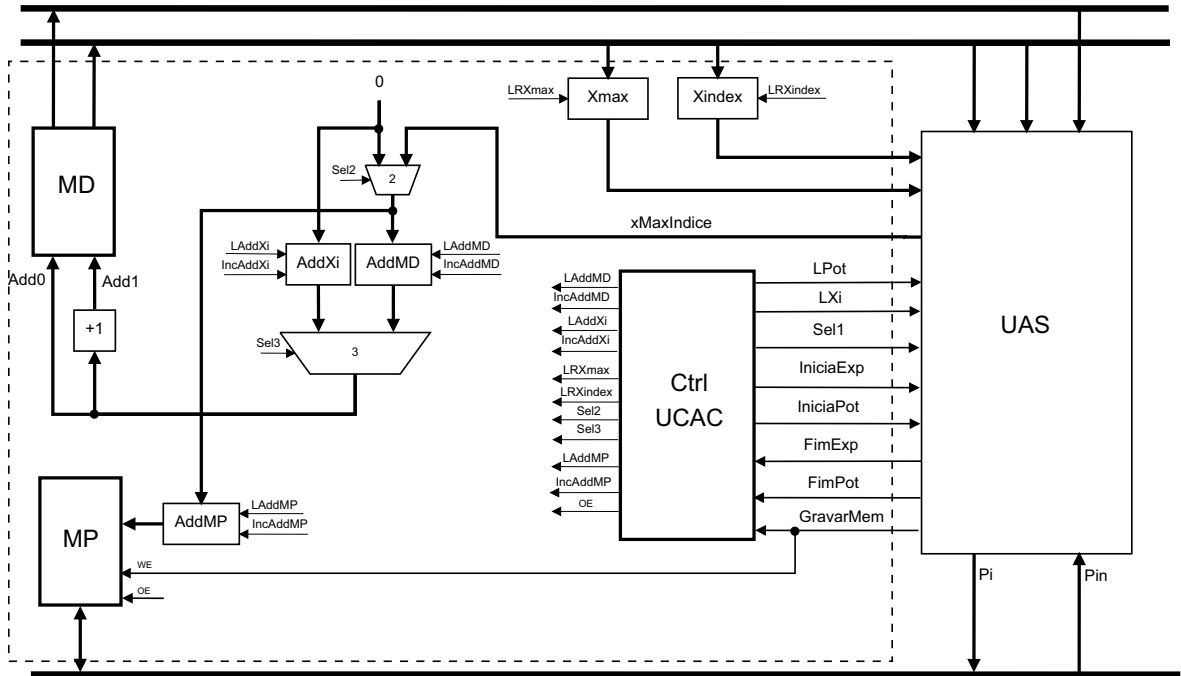 0
LRXmax
Xmax
Xindex
LRXindex
MD
Sel2
2
xMaxIndice
LAddXi
IncAddXi
AddXi
AddMD
LAddMD
IncAddMD
Add0
Add1
+1
Sel3
3
LAddMD
IncAddMD
LAddXi
IncAddXi
LRXmax
LRXindex
Sel2
Sel3
LAddMP
IncAddMP
OE
Ctrl
UCAC
LPot
LXi
Sel1
IniciaExp
IniciaPot
FimExp
FimPot
GravarMem
UAS
MP
AddMP
LAddMP
IncAddMP
WE
OE
Pi
Pin